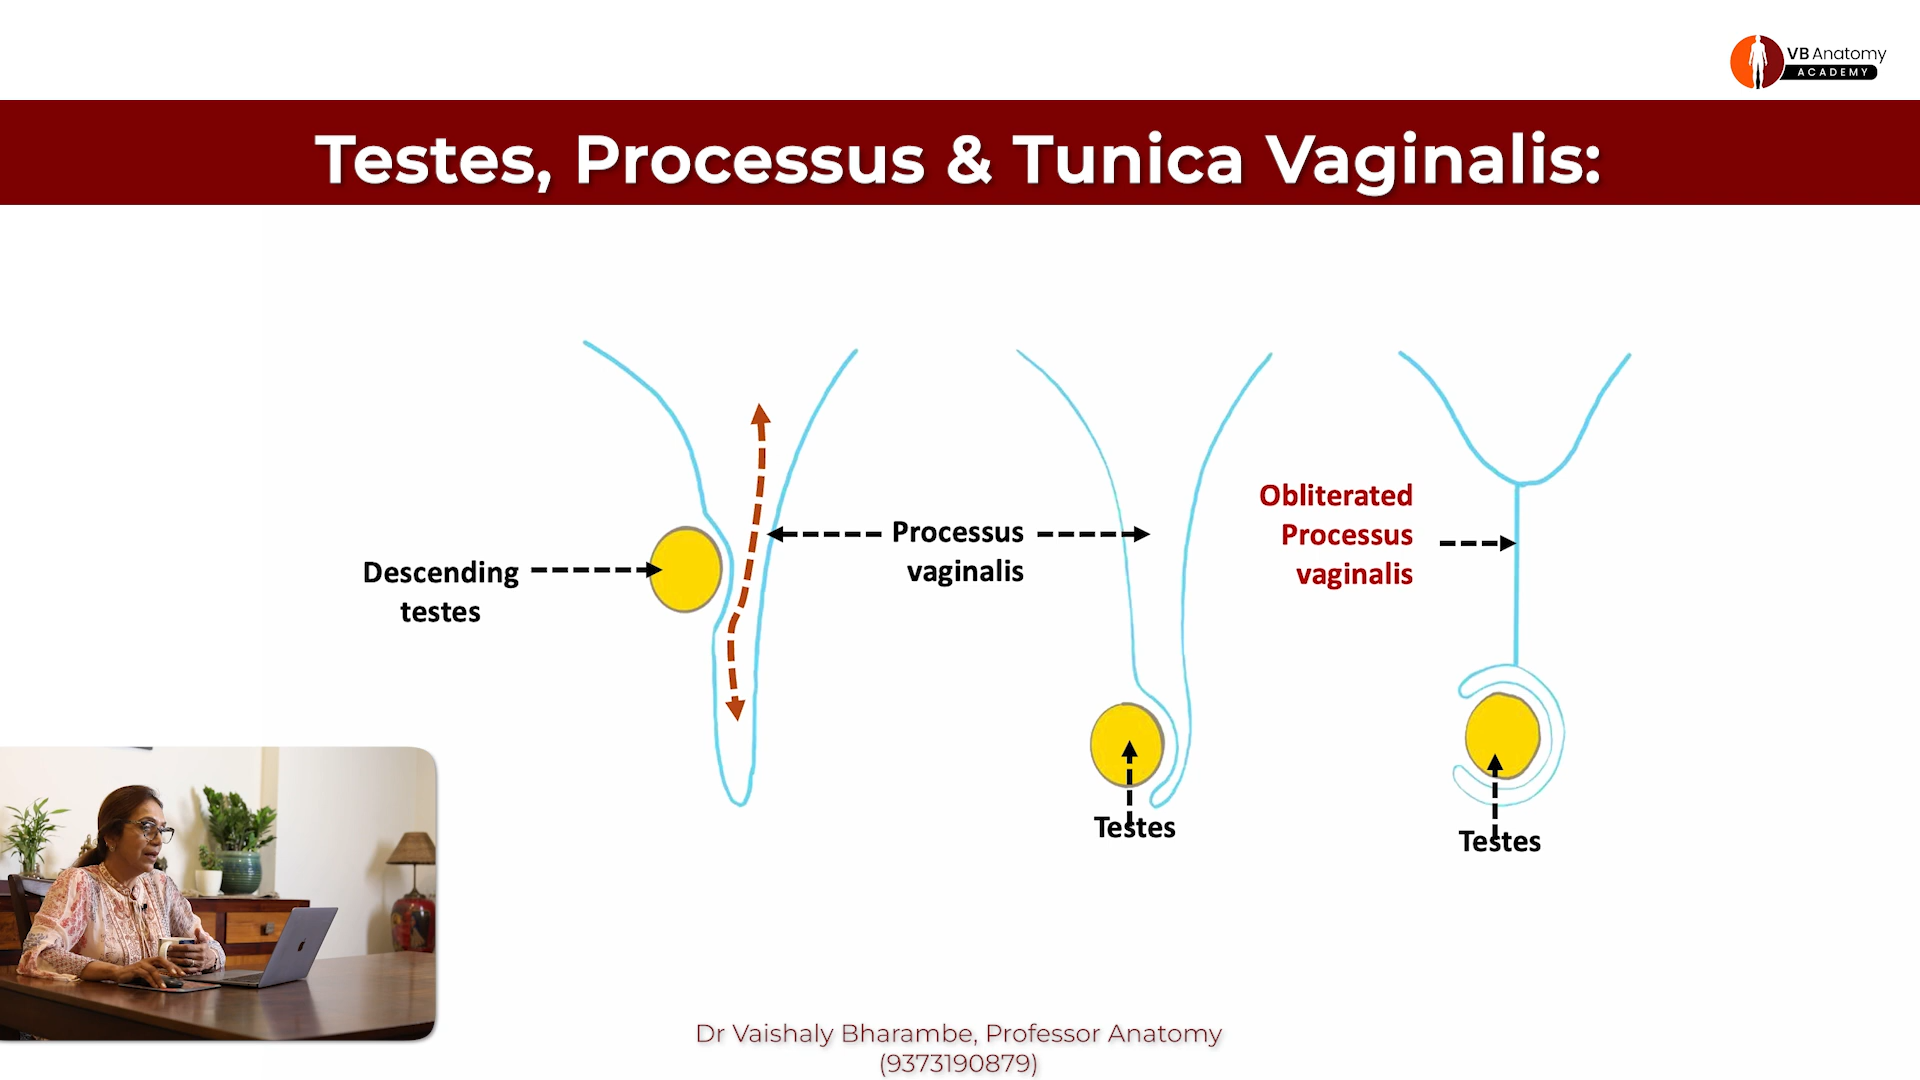 VB Anatomy
ACADEMY
Testes, Processus & Tunica Vaginalis:
Descending
testes
Processus
vaginalis
Obliterated
Processus
vaginalis
Testes
Testes
Dr Vaishaly Bharambe, Professor Anatomy
(9373190879)